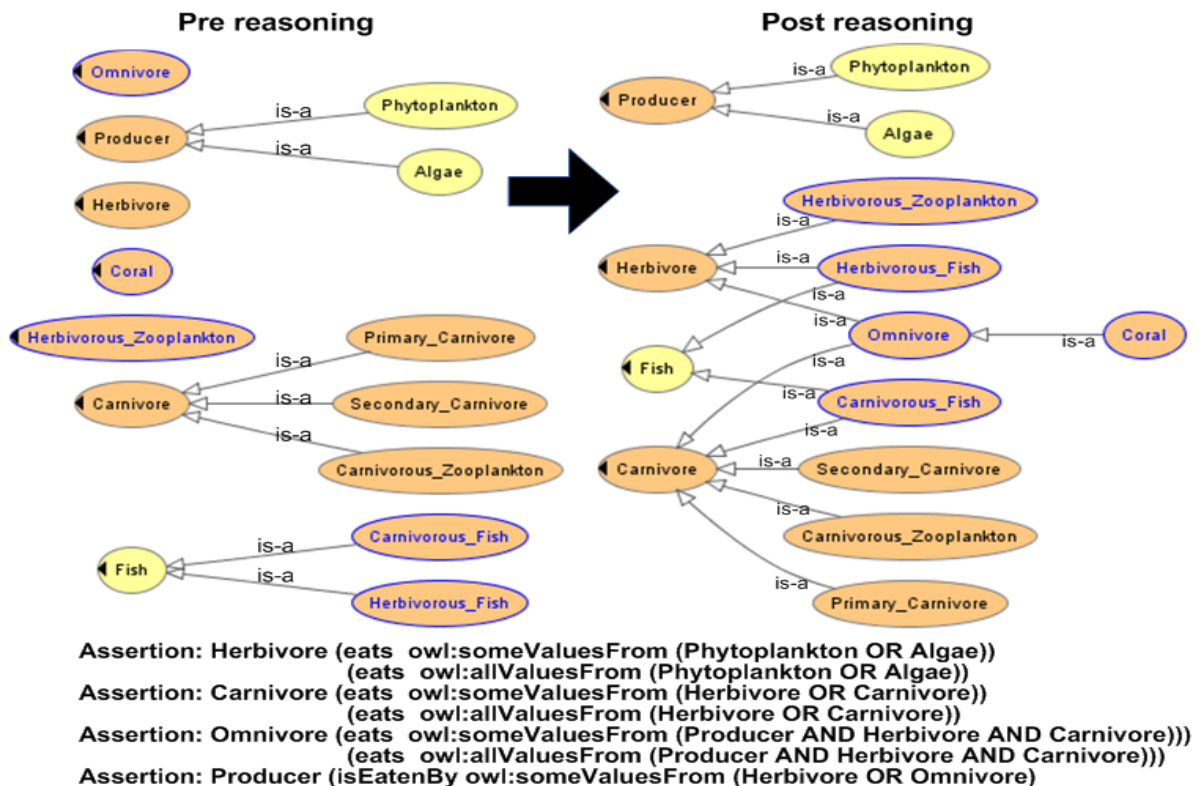 Pre reasoning
Omnivore
Producer
is-a
Phytoplankton
is-a
Algae
Herbivore
Coral
Herbivorous_Zooplankton
Carnivore
is-a
Primary_Carnivore
is-a
Secondary_Carnivore
is-a
Carnivorous_Zooplankton
Fish
is-a
Carnivorous_Fish
is-a
Herbivorous_Fish
Post reasoning
Producer
is-a
Phytoplankton
is-a
Algae
Herbivorous_Zooplankton
is-a
Herbivore
is-a
Herbivorous_Fish
is-a
is-a
Omnivore
is-a
Coral
is-a
Fish
is-a
Carnivorous_Fish
is-a
Carnivore
is-a
Secondary_Carnivore
is-a
Carnivorous_Zooplankton
is-a
Primary_Carnivore
Assertion: Herbivore (eats owl:someValuesFrom (Phytoplankton OR Algae))
(eats owl:allValuesFrom (Phytoplankton OR Algae))
Assertion: Carnivore (eats owl:someValuesFrom (Herbivore OR Carnivore))
(eats owl:allValuesFrom (Herbivore OR Carnivore))
Assertion: Omnivore (eats owl:someValuesFrom (Producer AND Herbivore AND Carnivore)))
(eats owl:allValuesFrom (Producer AND Herbivore AND Carnivore)))
Assertion: Producer (isEatenBy owl:someValuesFrom (Herbivore OR Omnivore)